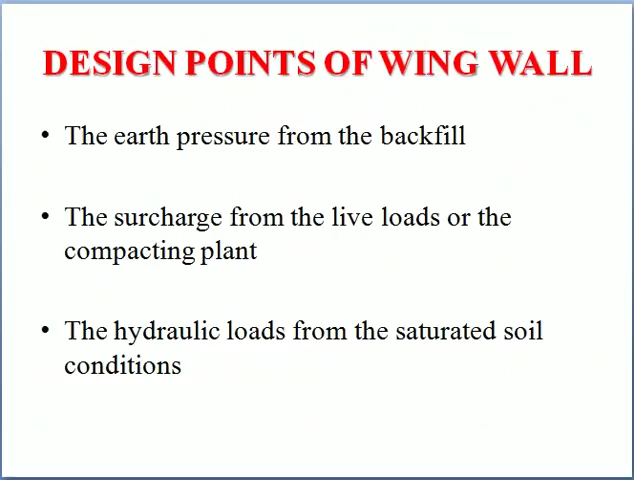 DESIGN POINTS OF WING WALL
• The earth pressure from the backfill
• The surcharge from the live loads or the
compacting plant
• The hydraulic loads from the saturated soil
conditions